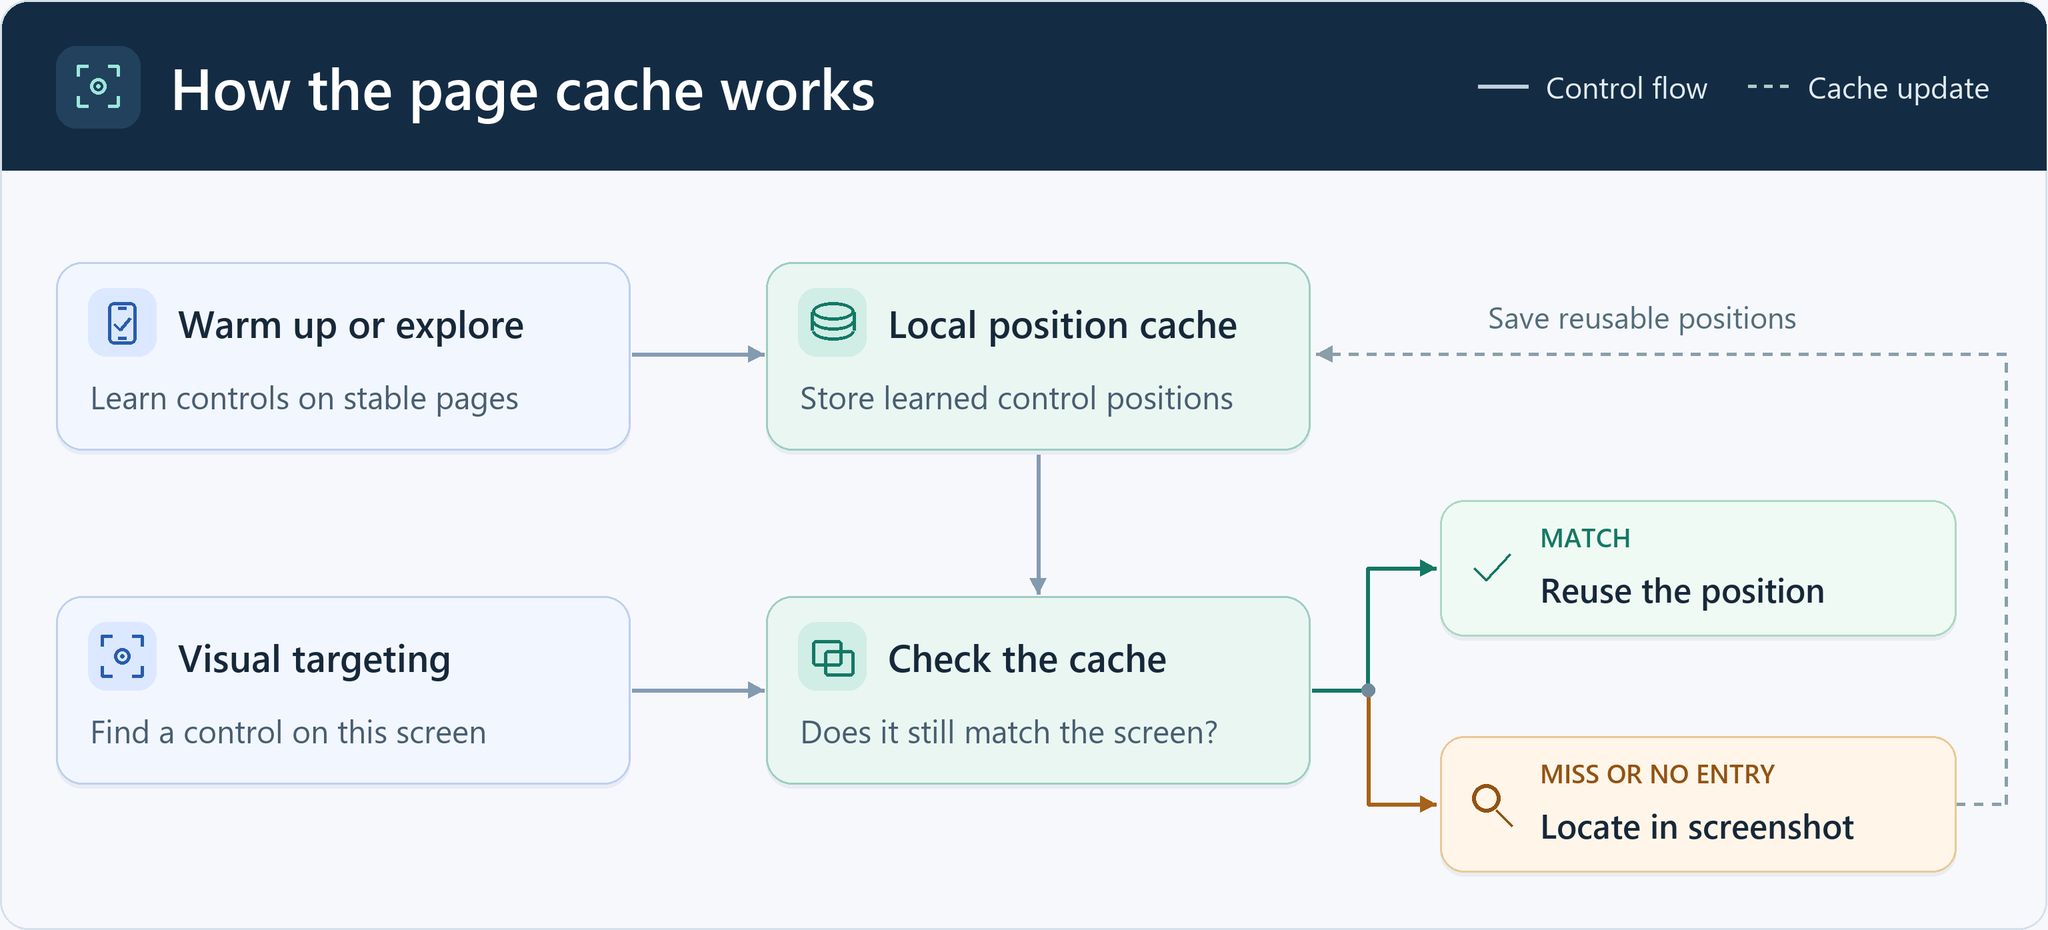 How the page cache works
Control flow
Cache update
Warm up or explore
Learn controls on stable pages
Local position cache
Store learned control positions
Save reusable positions
Visual targeting
Find a control on this screen
Check the cache
Does it still match the screen?
MATCH
Reuse the position
MISS OR NO ENTRY
Locate in screenshot